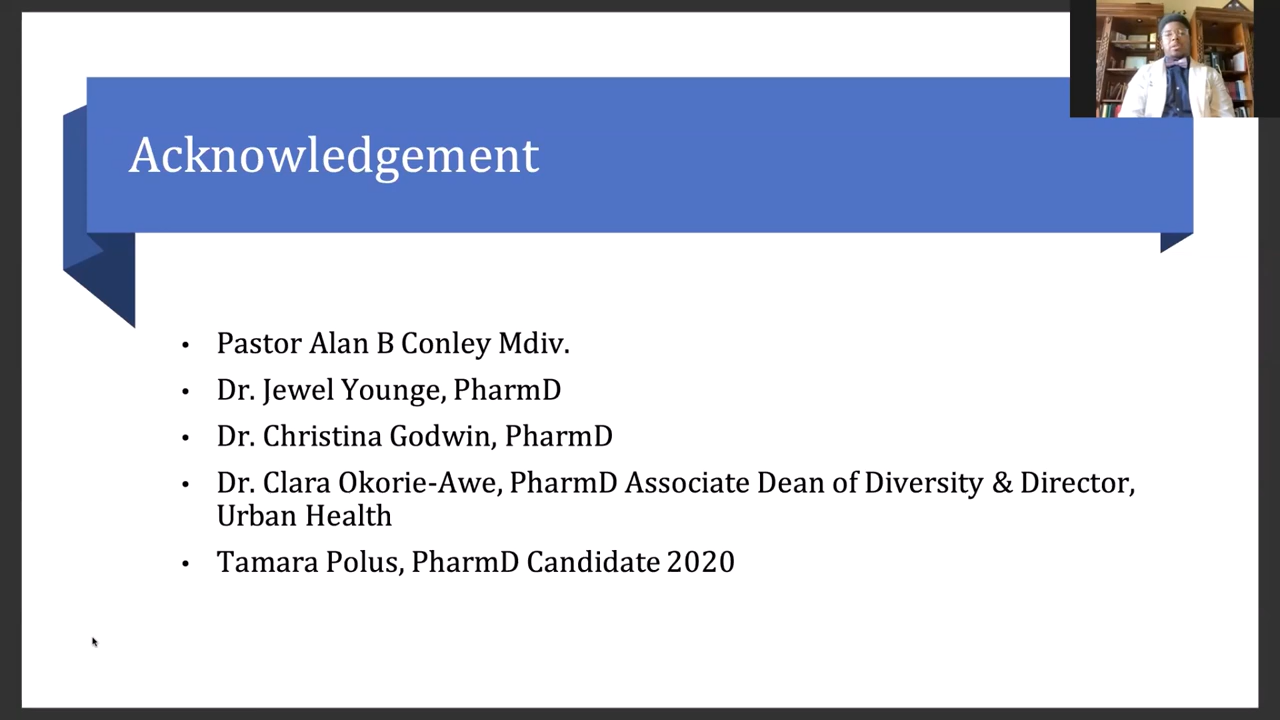 Acknowledgement
• Pastor Alan B Conley Mdiv.
• Dr. Jewel Younge, PharmD
• Dr. Christina Godwin, PharmD
• Dr. Clara Okorie-Awe, PharmD Associate Dean of Diversity & Director,
Urban Health
• Tamara Polus, PharmD Candidate 2020